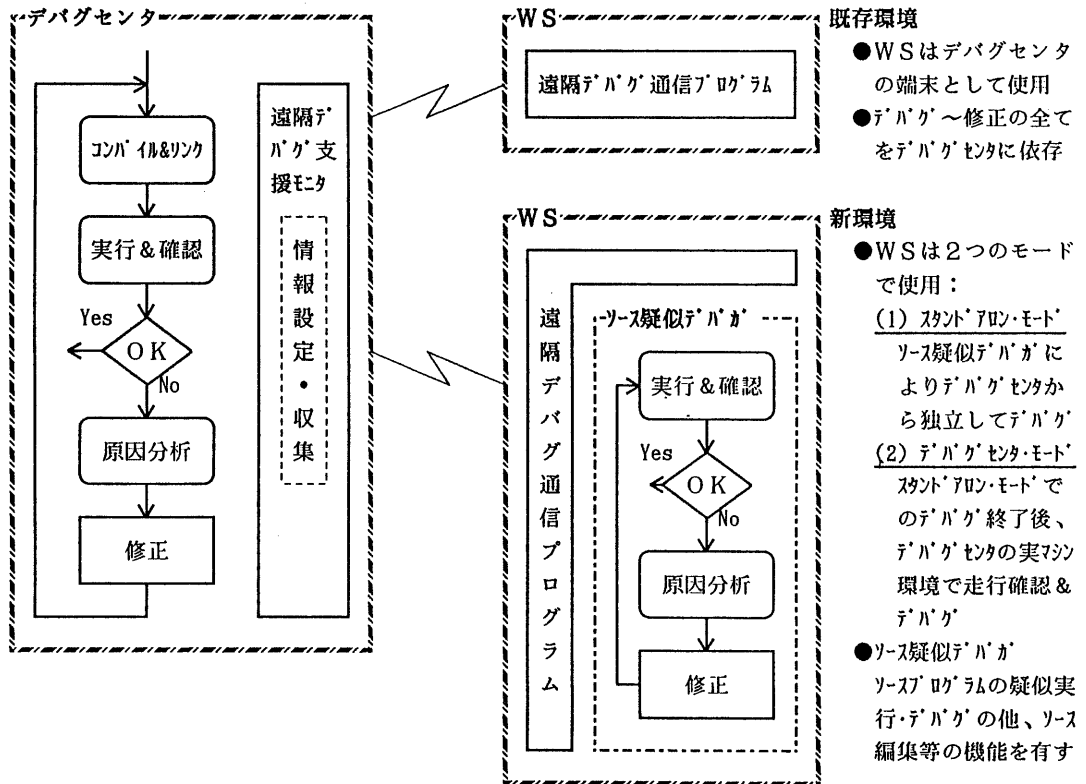 デバグセンタ
コンパイル&リンク
実行&確認
Yes
OK
No
原因分析
修正
遠隔デ
バグ支
援モニタ
情報設定・収集
WS
遠隔デバグ通信プログラム
既存環境
●WSはデバグセンタ
の端末として使用
●デバグ~修正の全て
をデバグセンタに依存
WS
遠隔デバグ通信プログラム
ソース疑似デバガ
実行&確認
Yes
OK
No
原因分析
修正
新環境
●WSは2つのモード
で使用:
(1) スタンドアロン・モード
ソース疑似デバガに
よりデバグセンタか
ら独立してデバグ
(2) デバグセンタ・モード
スタンドアロン・モードで
のデバグ終了後、
デバグセンタの実マシン
環境で走行確認&
デバグ
●ソース疑似デバガ
ソースプログラムの疑似実
行・デバグの他、ソース
編集等の機能を有す